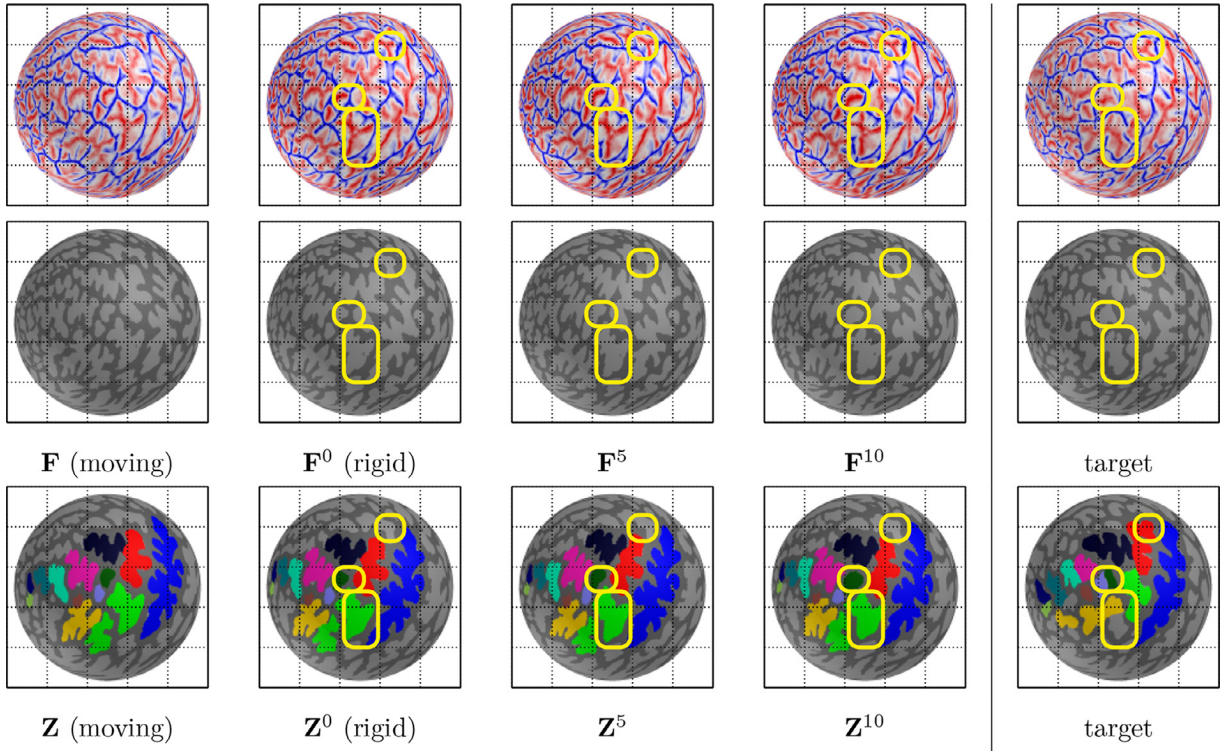 F (moving) F⁰ (rigid) F⁵ F¹⁰ target
Z (moving) Z⁰ (rigid) Z⁵ Z¹⁰ target